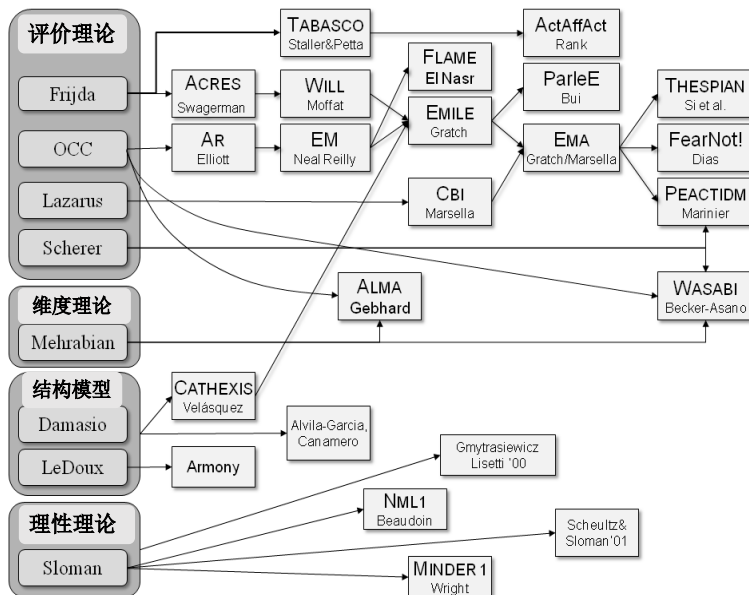 评价理论
Frijda
OCC
Lazarus
Scherer
TABASCO
Staller&Petta
ActAffAct
Rank
ACRES
Swagerman
WILL
Moffat
FLAME
El Nasr
EMILE
Gratch
ParleE
Bui
THESPIAN
Si et al.
AR
Elliott
EM
Neal Reilly
EMA
Gratch/Marsella
FearNot!
Dias
CBI
Marsella
PEACTIDM
Marinier
ALMA
Gebhard
WASABI
Becker-Asano
维度理论
Mehrabian
结构模型
Damasio
LeDoux
CATHEXIS
Velásquez
Alvila-Garcia,
Canamero
Armony
Gmytrasiewicz
Lisetti '00
理性理论
Sloman
NML1
Beaudoin
Scheultz&
Sloman'01
MINDER1
Wright